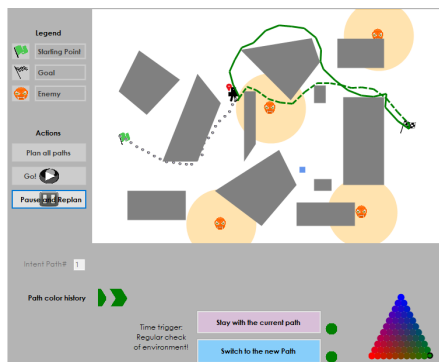 Legend
Starting Point
Goal
Enemy
Actions
Plan all paths
Go!
Pause and Replan
Intent Path# 1
Path color history
Time trigger:
Regular check
of environment!
Stay with the current path
Switch to the new Path